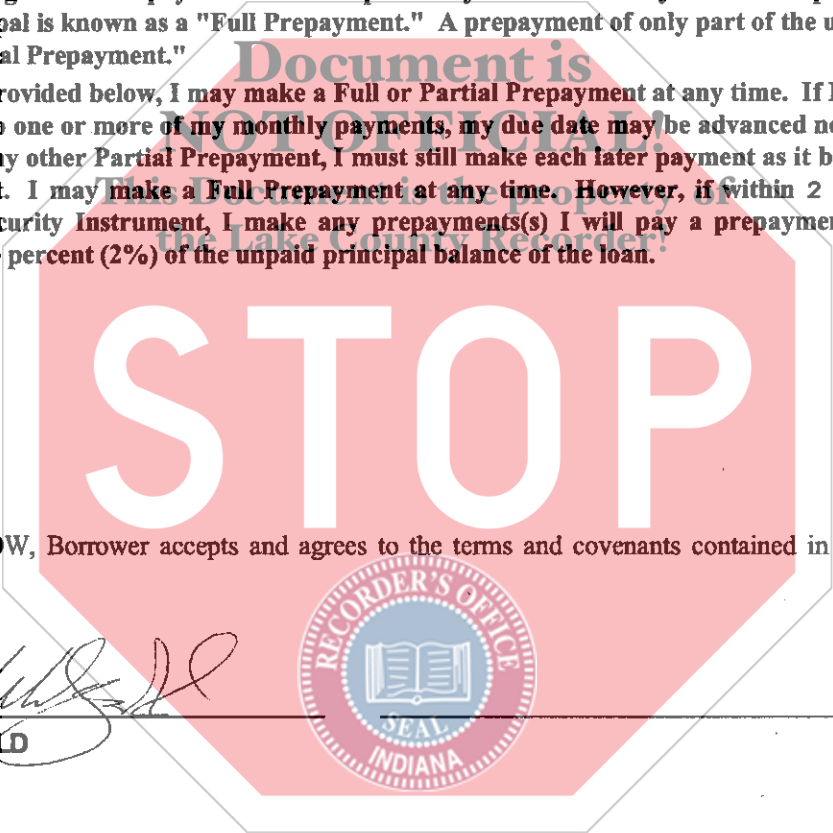 pal is known as a "Full Prepayment." A prepayment of only part of the u
al Prepayment."
Document is
rovided below, I may make a Full or Partial Prepayment at any time. If I
one or more of my monthly payments, my due date may be advanced no
NOT OFFICIAL!
y other Partial Prepayment, I must still make each later payment as it b
t. I may make a Full Prepayment at any time. However, if within 2
This Document is the property of
curity Instrument, I make any prepayments(s) I will pay a prepaymen
the Lake County Recorder!
percent (2%) of the unpaid principal balance of the loan.
STOP
OW, Borrower accepts and agrees to the terms and covenants contained in
RECORDER'S OFFICE
SEAL
INDIANA
LD